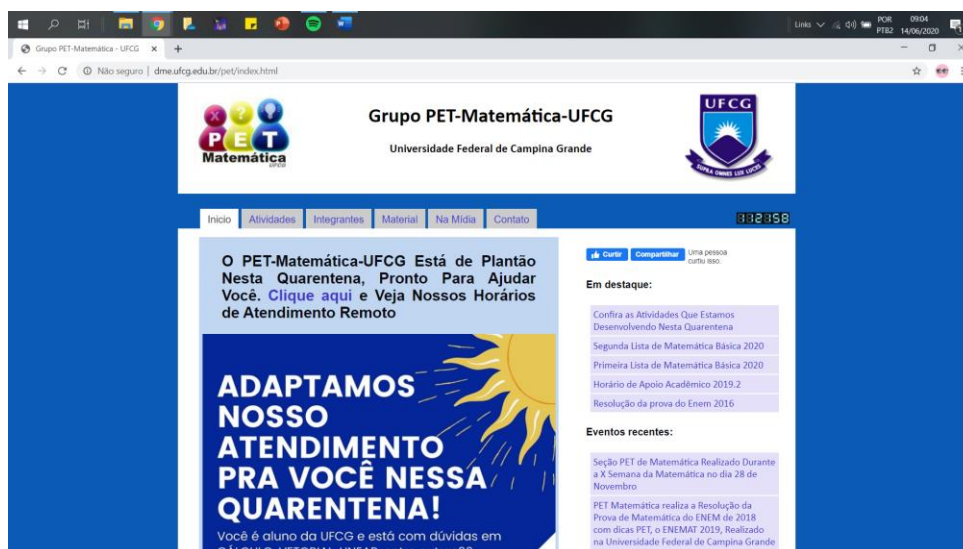 Links
POR
PTB2
09:04
14/06/2020
Grupo PET-Matemática - UFCG
Não seguro | dme.ufcg.edu.br/pet/index.html
PET
Matemática
UFCG
Grupo PET-Matemática-UFCG
Universidade Federal de Campina Grande
UFCG
SUPRA OMNES LUX LUCES
Inicio Atividades Integrantes Material Na Mídia Contato
O PET-Matemática-UFCG Está de Plantão
Nesta Quarentena, Pronto Para Ajudar
Você. Clique aqui e Veja Nossos Horários
de Atendimento Remoto
ADAPTAMOS
NOSSO
ATENDIMENTO
PRA VOCÊ NESSA
QUARENTENA!
Você é aluno da UFCG e está com dúvidas em
Curtir Compartilhar Uma pessoa
curtiu isso.
Em destaque:
Confira as Atividades Que Estamos
Desenvolvendo Nesta Quarentena
Segunda Lista de Matemática Básica 2020
Primeira Lista de Matemática Básica 2020
Horário de Apoio Acadêmico 2019.2
Resolução da prova do Enem 2016
Eventos recentes:
Seção PET de Matemática Realizado Durante
a X Semana da Matemática no dia 28 de
Novembro
PET Matemática realiza a Resolução da
Prova de Matemática do ENEM de 2018
com dicas PET, o ENEMAT 2019, Realizado
na Universidade Federal de Campina Grande